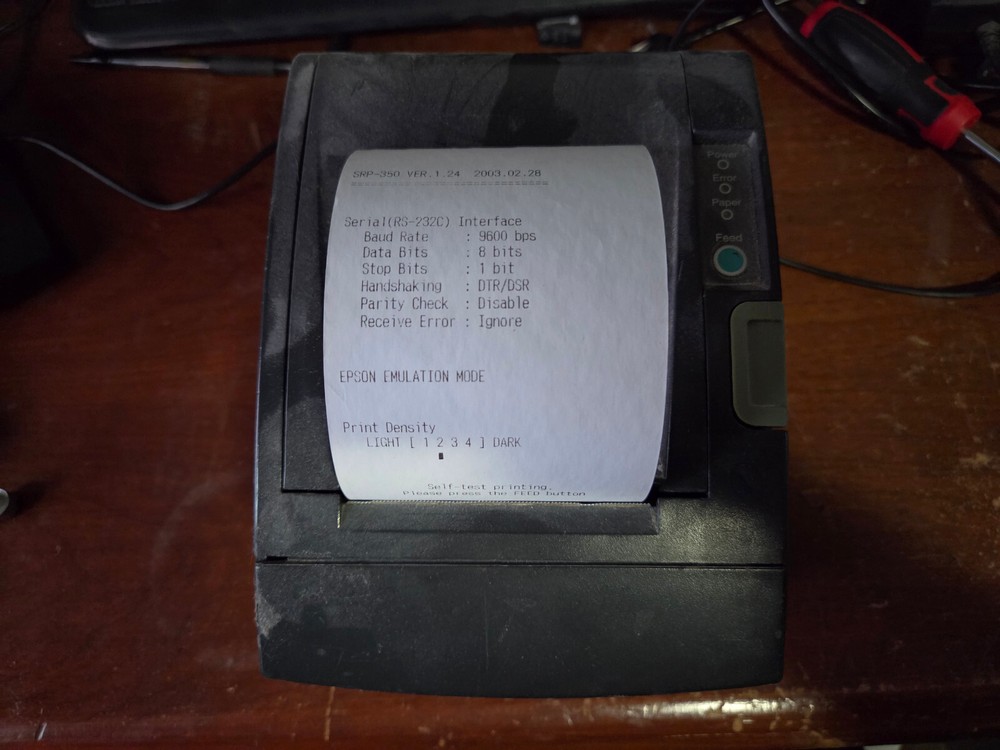 SRP-350 VER.1.24 2003.02.28
Serial(RS-232C) Interface
Baud Rate : 9600 bps
Data Bits : 8 bits
Stop Bits : 1 bit
Handshaking : DTR/DSR
Parity Check : Disable
Receive Error : Ignore
EPSON EMULATION MODE
Print Density
LIGHT [ 1 2 3 4 ] DARK
Self-test printing.
Please press the FEED button
Power
Error
Paper
Feed